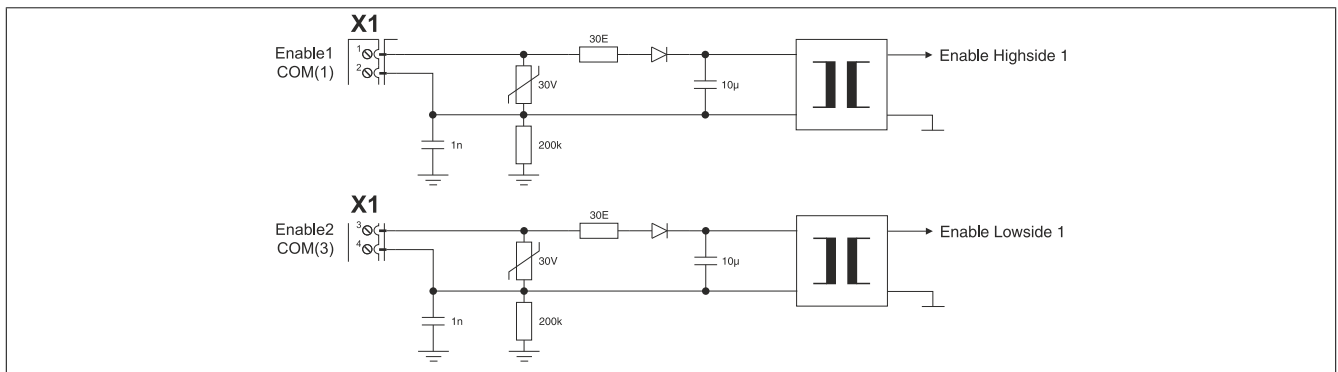 X1
Enable1
COM(1)
1
2
30E
30V
10µ
1n
200k
Enable Highside 1
X1
Enable2
COM(3)
3
4
30E
30V
10µ
1n
200k
Enable Lowside 1